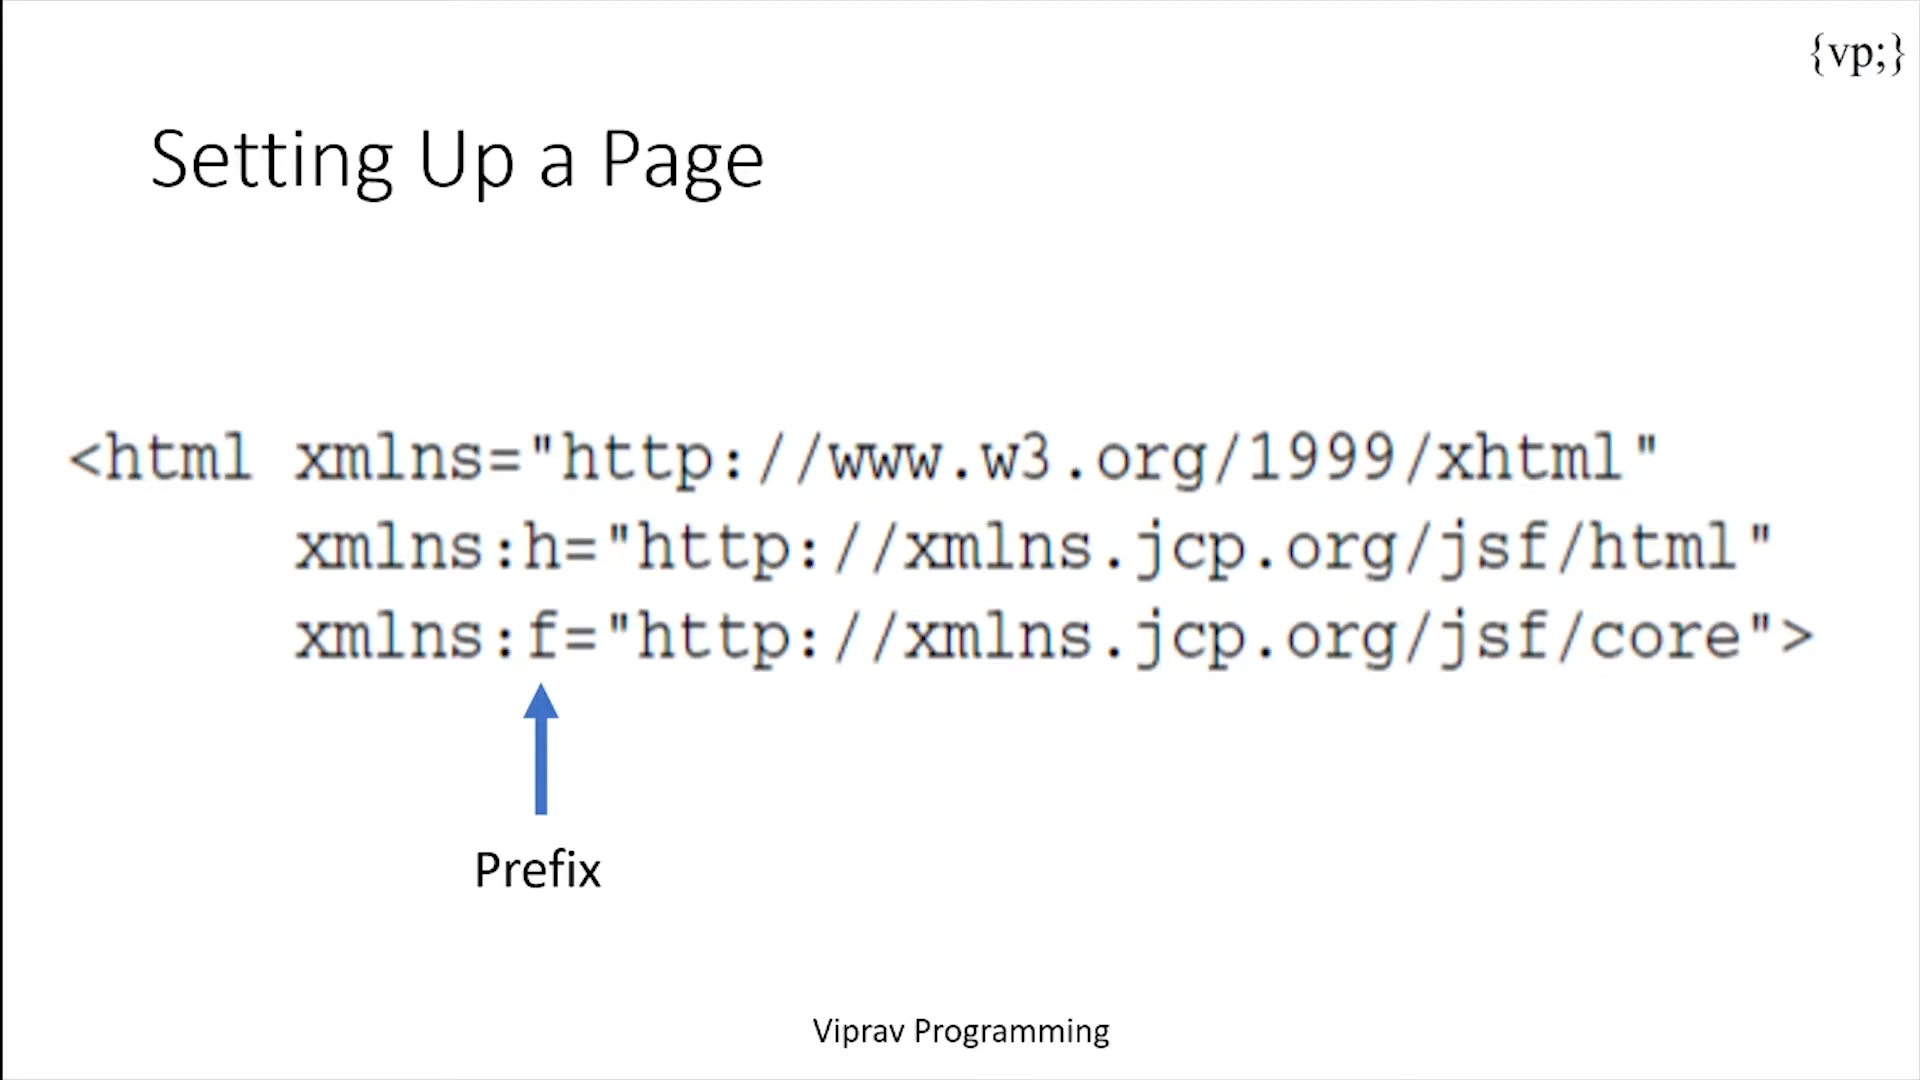 {vp;}
Setting Up a Page
<html xmlns="http://www.w3.org/1999/xhtml"
xmlns:h="http://xmlns.jcp.org/jsf/html"
xmlns:f="http://xmlns.jcp.org/jsf/core">
Prefix
Viprav Programming